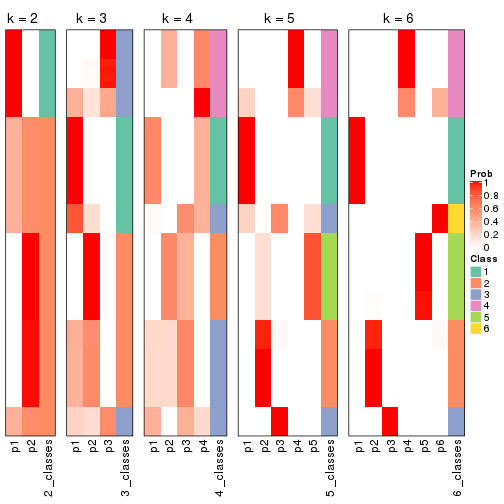 k = 2
k = 3
k = 4
k = 5
k = 6
p1
p2
2_classes
p1
p2
p3
3_classes
p1
p2
p3
p4
4_classes
p1
p2
p3
p4
p5
5_classes
p1
p2
p3
p4
p5
p6
6_classes
Prob
1
0.8
0.6
0.4
0.2
0
Class
1
2
3
4
5
6